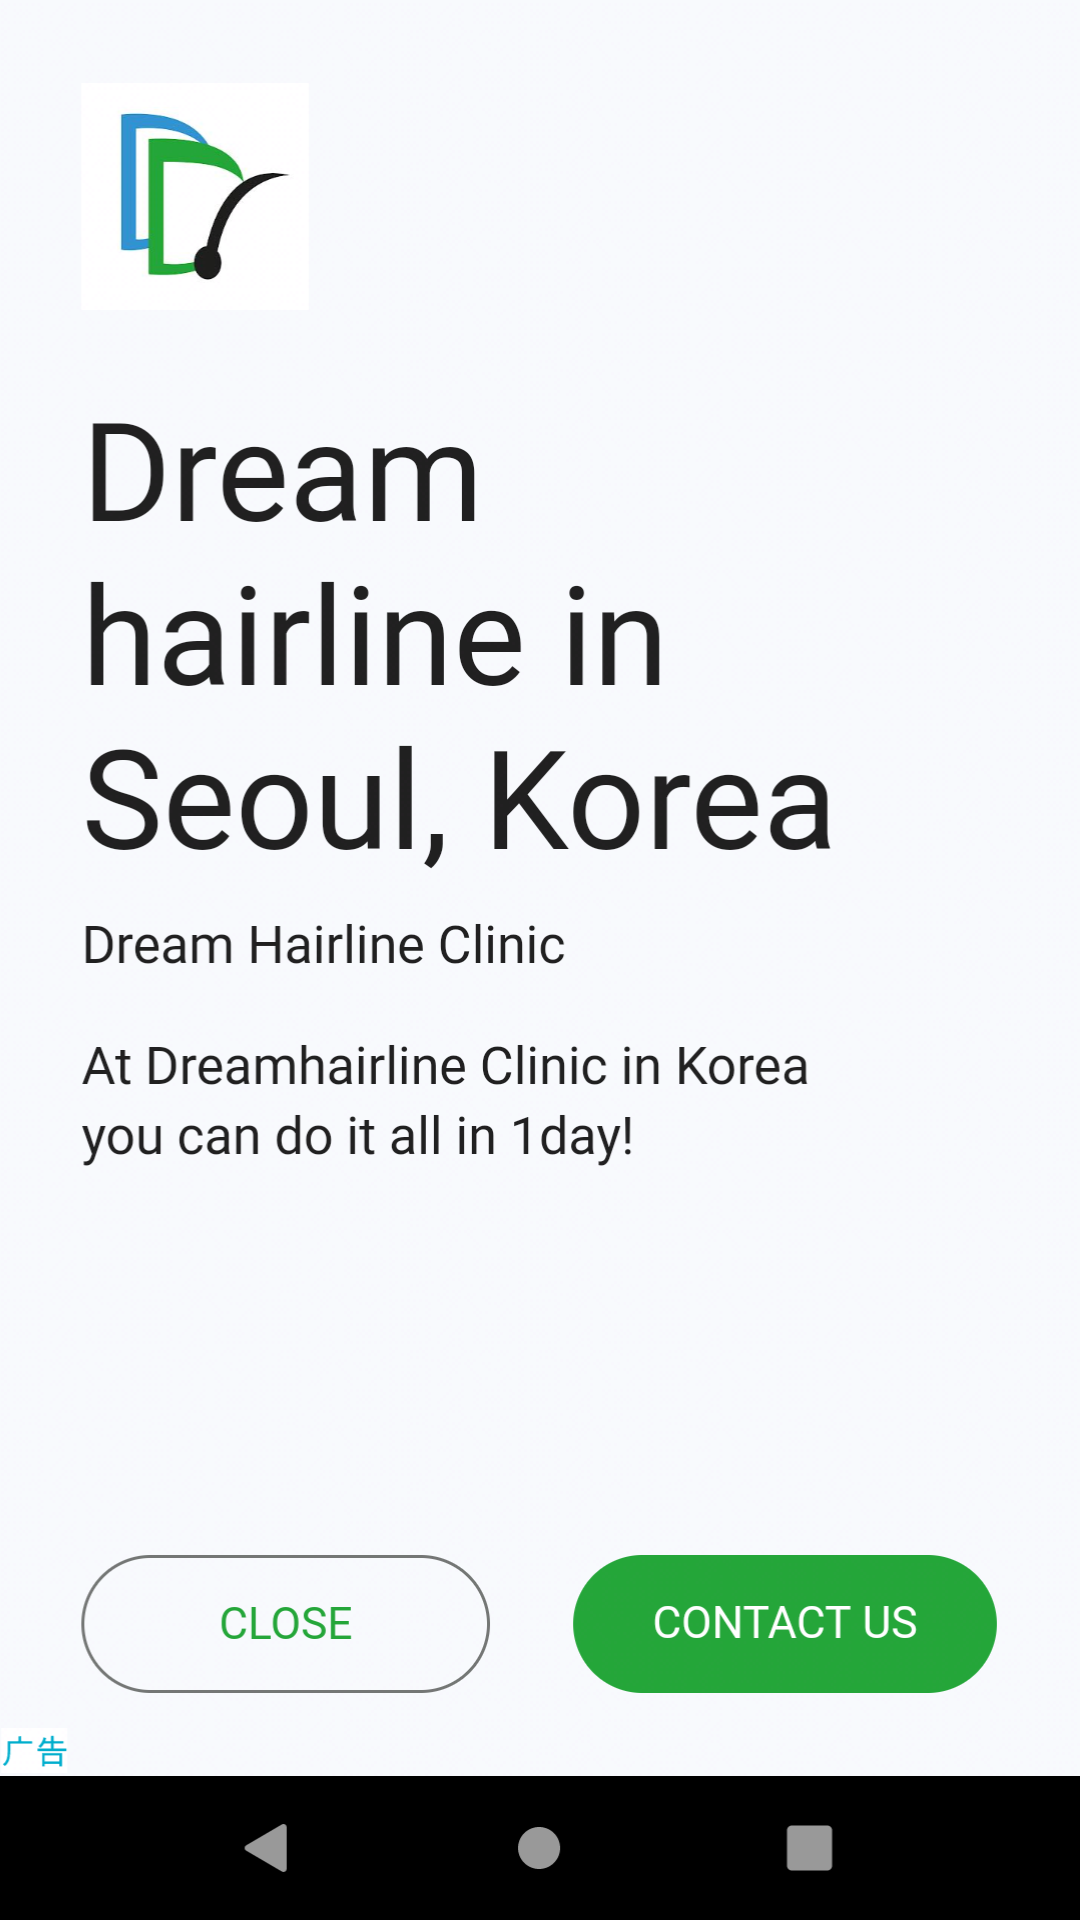 Dream
hairline in
Seoul, Korea
Dream Hairline Clinic
At Dreamhairline Clinic in Korea
you can do it all in 1day!
CLOSE
CONTACT US
广告